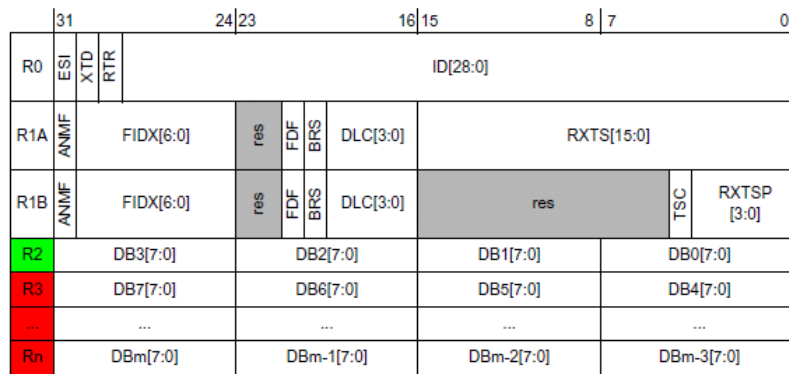 31 24 23 16 15 8 7 0
R0 ESI XTD RTR ID[28:0]
R1A ANMF FIDX[6:0] res FDF BRS DLC[3:0] RXTS[15:0]
R1B ANMF FIDX[6:0] res FDF BRS DLC[3:0] res TSC RXTSP
[3:0]
R2 DB3[7:0] DB2[7:0] DB1[7:0] DB0[7:0]
R3 DB7[7:0] DB6[7:0] DB5[7:0] DB4[7:0]
... ... ... ... ...
Rn DBm[7:0] DBm-1[7:0] DBm-2[7:0] DBm-3[7:0]